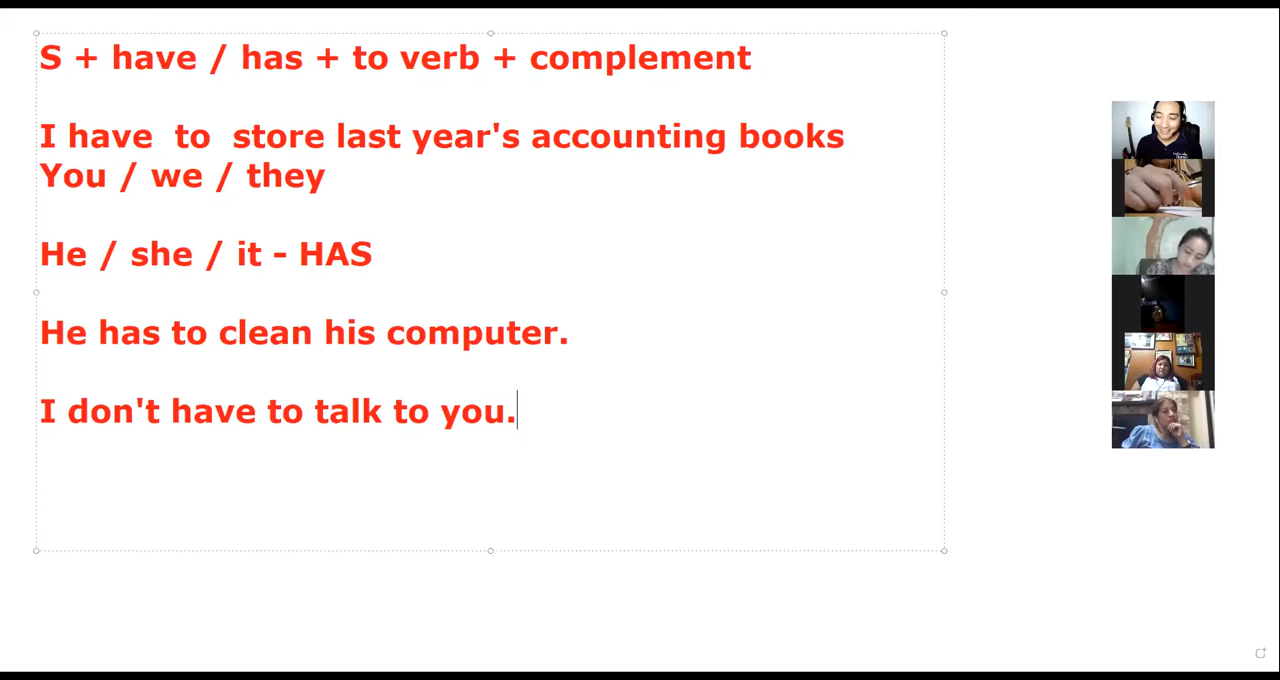 S + have / has + to verb + complement
I have to store last year's accounting books
You / we / they
He / she / it - HAS
He has to clean his computer.
I don't have to talk to you.